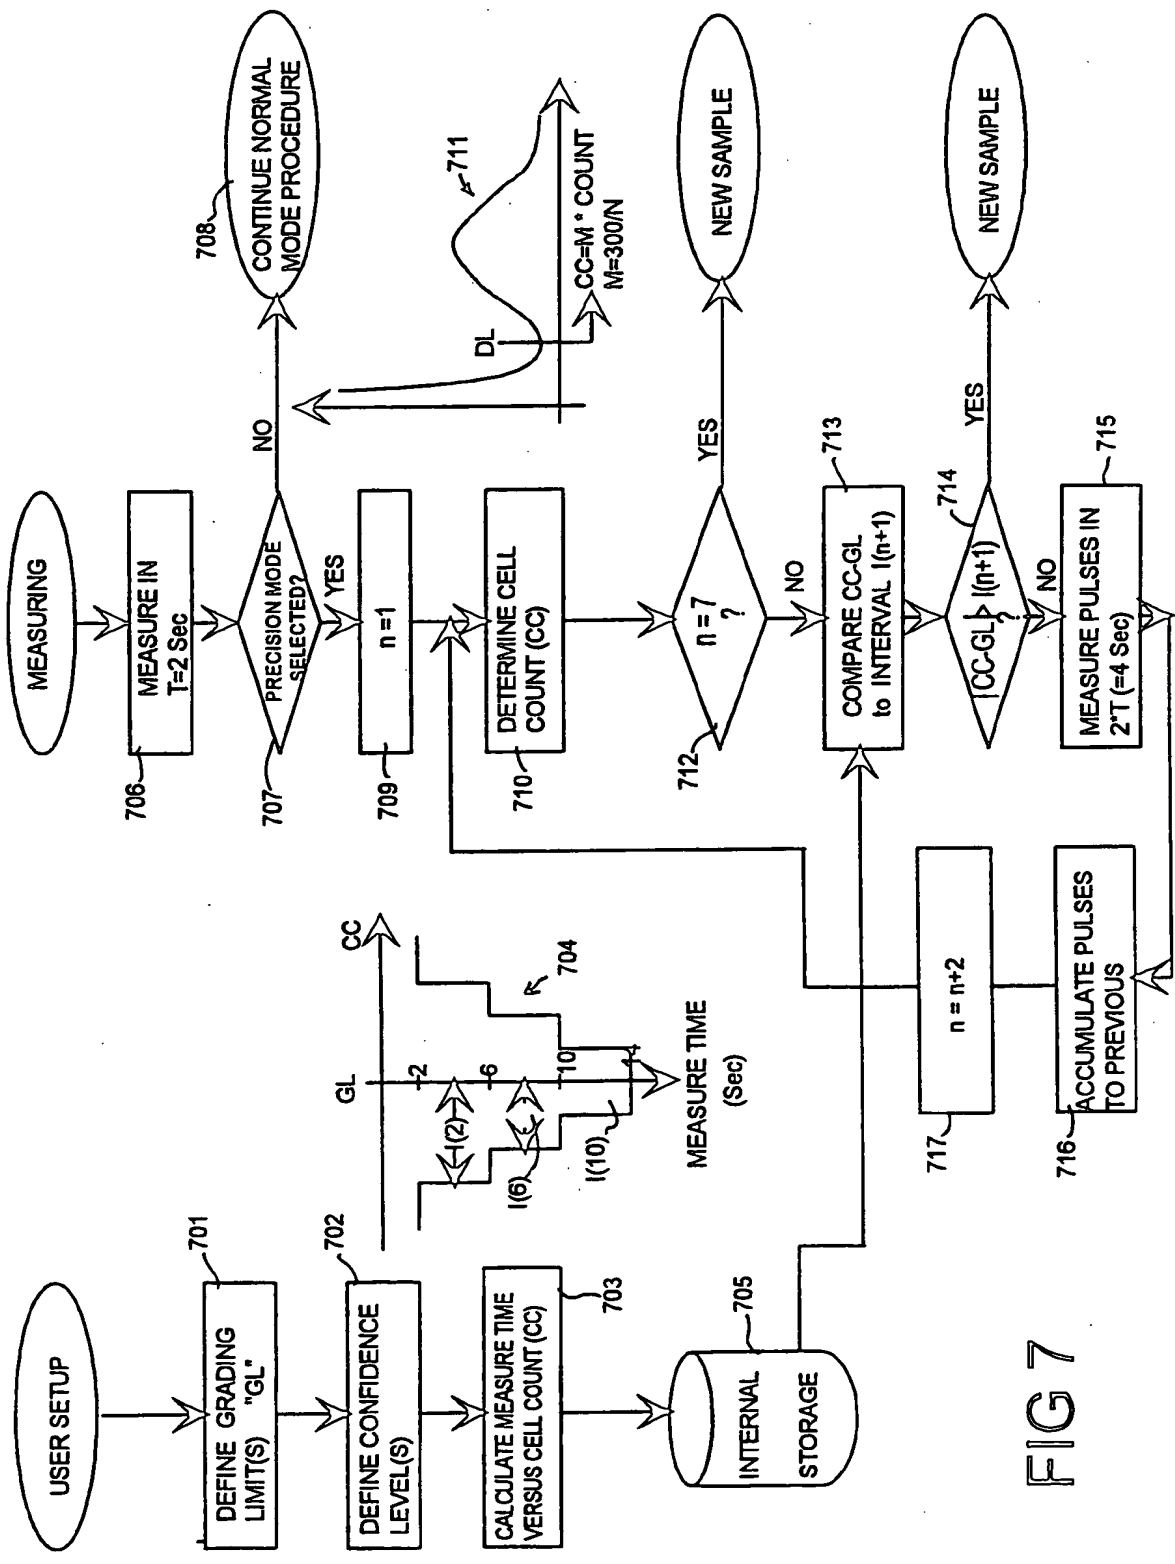 USER SETUP
701
DEFINE GRADING
LIMIT(S) "GL"
702
DEFINE CONFIDENCE
LEVEL(S)
703
CALCULATE MEASURE TIME
VERSUS CELL COUNT (CC)
705
INTERNAL
STORAGE
GL
CC
2
6
10
I(2)
I(6)
I(10)
704
MEASURE TIME
(Sec)
MEASURING
706
MEASURE IN
T=2 Sec
707
PRECISION MODE
SELECTED?
NO
708
CONTINUE NORMAL
MODE PROCEDURE
YES
709
n =1
710
DETERMINE CELL
COUNT (CC)
711
DL
CC=M * COUNT
M=300/N
712
n = 7
?
YES
NEW SAMPLE
NO
713
COMPARE CC-GL
to INTERVAL I(n+1)
714
|CC-GL|> I(n+1)
?
YES
NEW SAMPLE
NO
715
MEASURE PULSES IN
2*T (=4 Sec)
716
ACCUMULATE PULSES
TO PREVIOUS
717
n = n+2
FIG 7